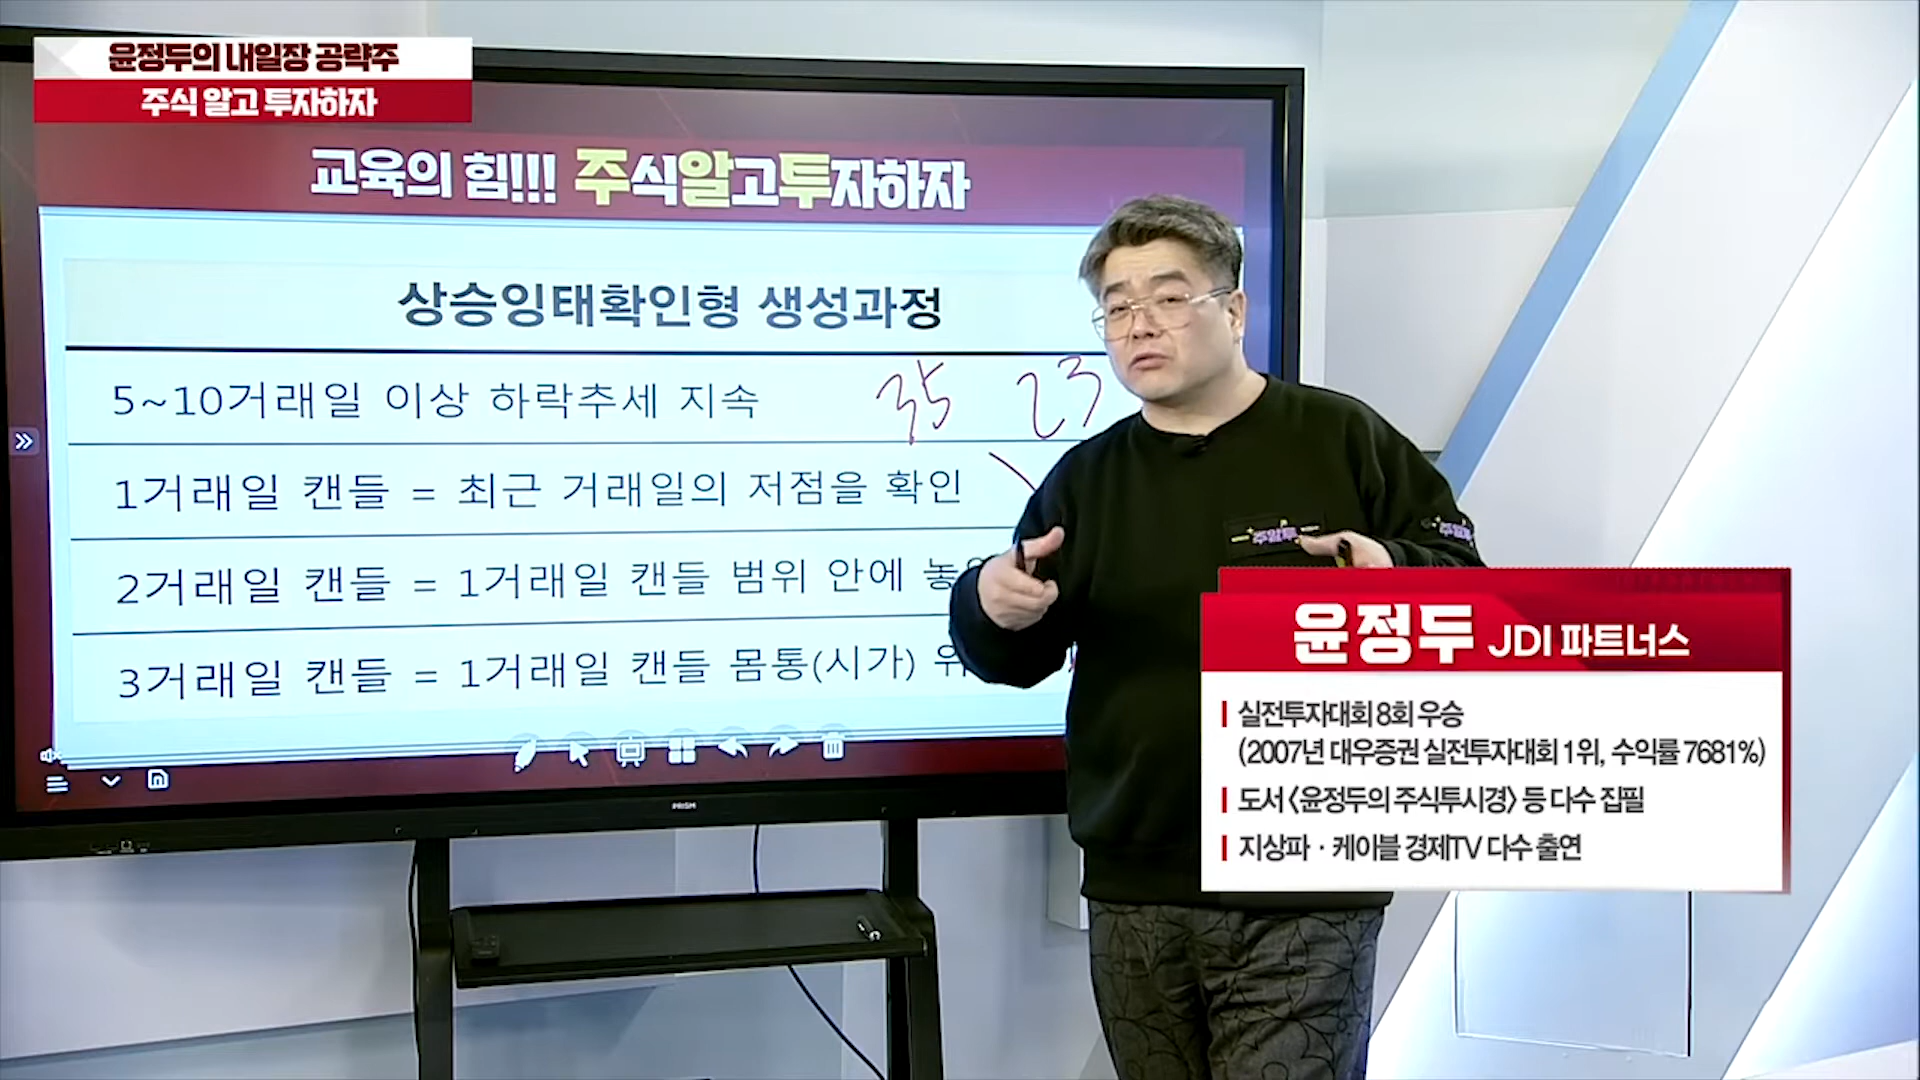 윤정두의 내일장 공략주
주식 알고 투자하자
교육의 힘!!! 주식알고투자하자
상승잉태확인형 생성과정
5~10거래일 이상 하락추세 지속
35 23
1거래일 캔들 = 최근 거래일의 저점을 확인
2거래일 캔들 = 1거래일 캔들 범위 안에
3거래일 캔들 = 1거래일 캔들 몸통(시가)
PRISM
주알투
주알투
윤정두 JDI 파트너스
실전투자대회 8회 우승
(2007년 대우증권 실전투자대회 1위, 수익률 7681%)
도서 <윤정두의 주식투시경> 등 다수 집필
지상파 · 케이블 경제TV 다수 출연